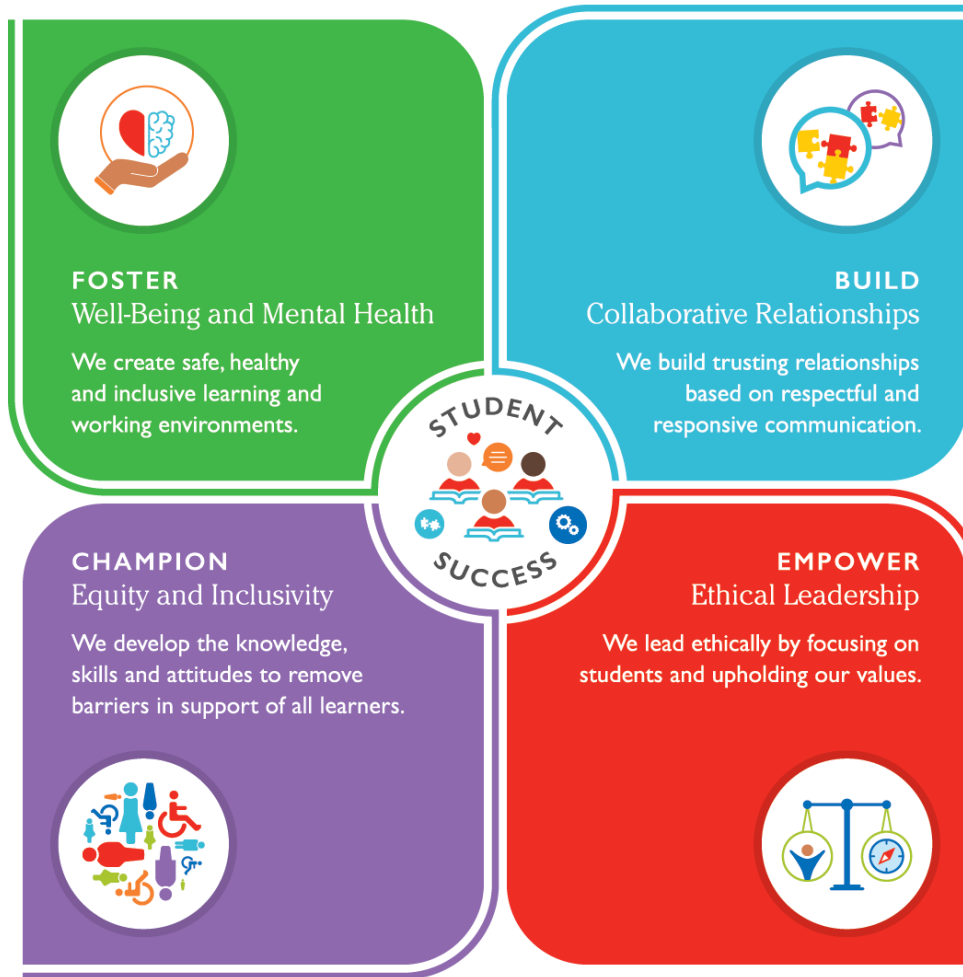 FOSTER
Well-Being and Mental Health
We create safe, healthy
and inclusive learning and
working environments.
BUILD
Collaborative Relationships
We build trusting relationships
based on respectful and
responsive communication.
STUDENT
SUCCESS
CHAMPION
Equity and Inclusivity
We develop the knowledge,
skills and attitudes to remove
barriers in support of all learners.
EMPOWER
Ethical Leadership
We lead ethically by focusing on
students and upholding our values.